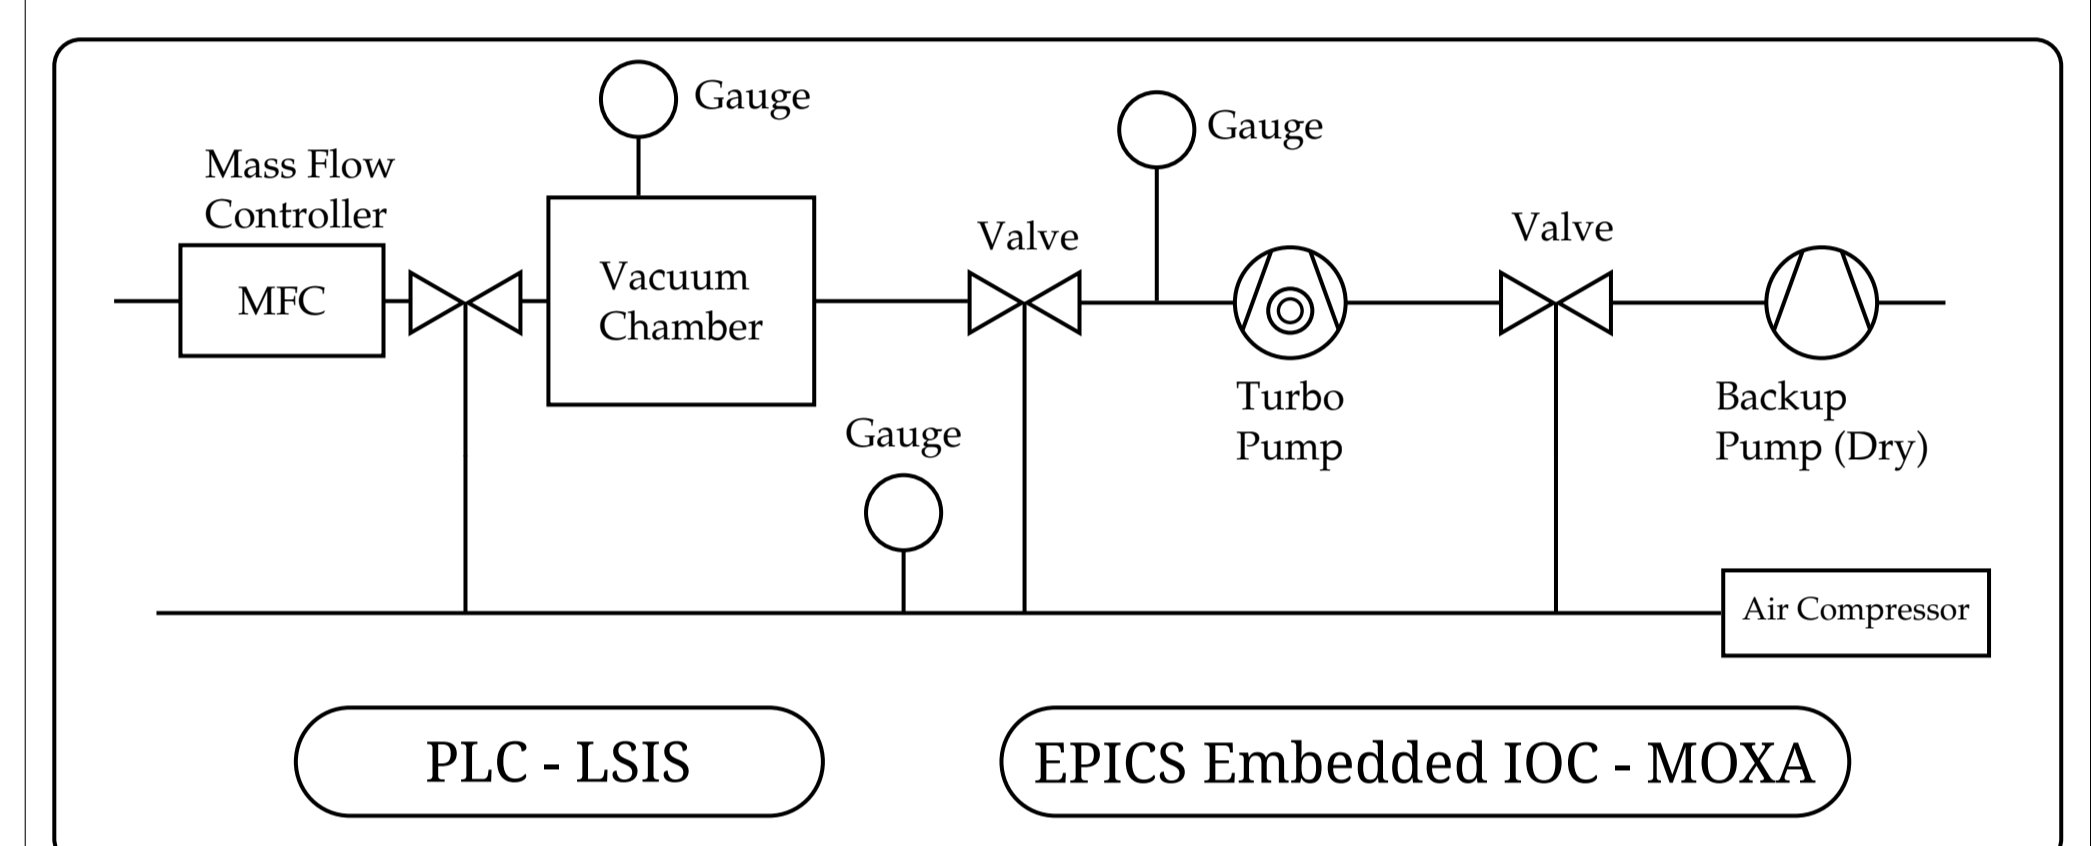 Gauge
Gauge
Mass Flow
Controller
MFC
Vacuum
Chamber
Valve
Valve
Gauge
Turbo
Pump
Backup
Pump (Dry)
Air Compressor
PLC - LSIS
EPICS Embedded IOC - MOXA